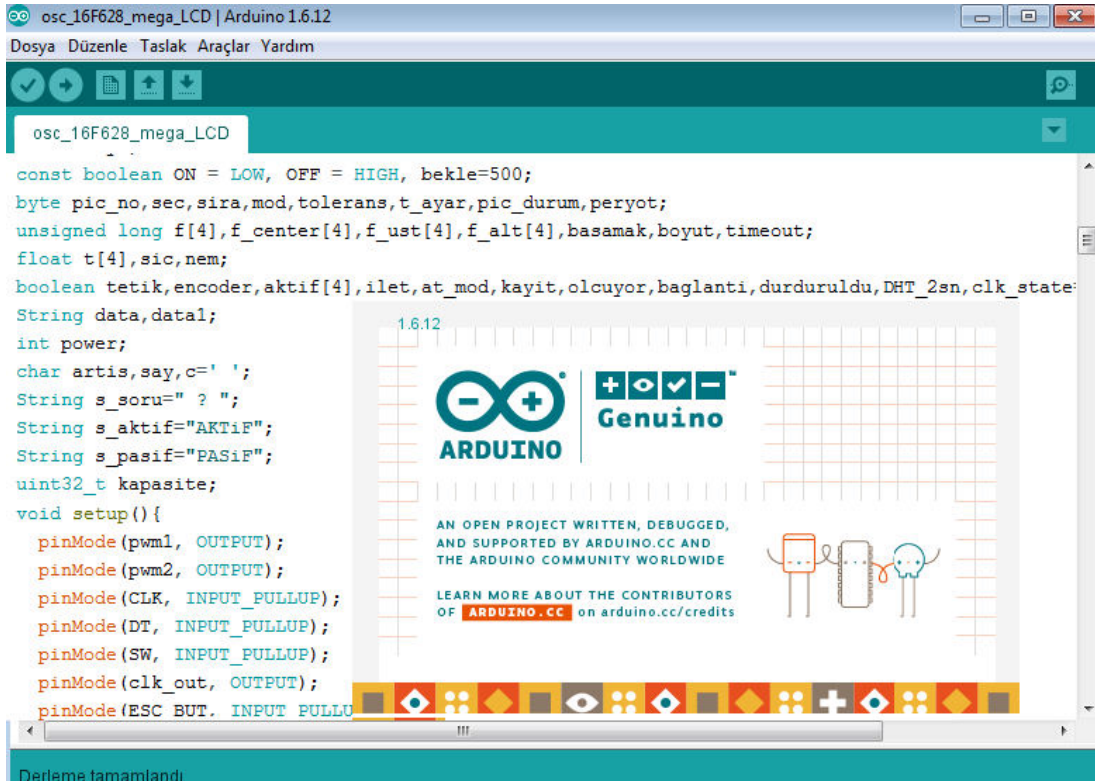 osc_16F628_mega_LCD | Arduino 1.6.12
Dosya Düzenle Taslak Araçlar Yardım
osc_16F628_mega_LCD
const boolean ON = LOW, OFF = HIGH, bekle=500;
byte pic_no,sec,sira,mod,tolerans,t_ayar,pic_durum,peryot;
unsigned long f[4],f_center[4],f_ust[4],f_alt[4],basamak,boyut,timeout;
float t[4],sic,nem;
boolean tetik,encoder,aktif[4],ilet,at_mod,kayit,olcuyor,baglanti,durduruldu,DHT_2sn,clk_state=
String data,data1;
int power;
char artis,say,c=' ';
String s_soru=" ? ";
String s_aktif="AKTiF";
String s_pasif="PASiF";
uint32_t kapasite;
void setup(){
pinMode(pwm1, OUTPUT);
pinMode(pwm2, OUTPUT);
pinMode(CLK, INPUT_PULLUP);
pinMode(DT, INPUT_PULLUP);
pinMode(SW, INPUT_PULLUP);
pinMode(clk_out, OUTPUT);
pinMode(ESC_BUT, INPUT_PULLU
1.6.12
ARDUINO
Genuino
™
AN OPEN PROJECT WRITTEN, DEBUGGED,
AND SUPPORTED BY ARDUINO.CC AND
THE ARDUINO COMMUNITY WORLDWIDE
LEARN MORE ABOUT THE CONTRIBUTORS
OF ARDUINO.CC on arduino.cc/credits
Derleme tamamlandı